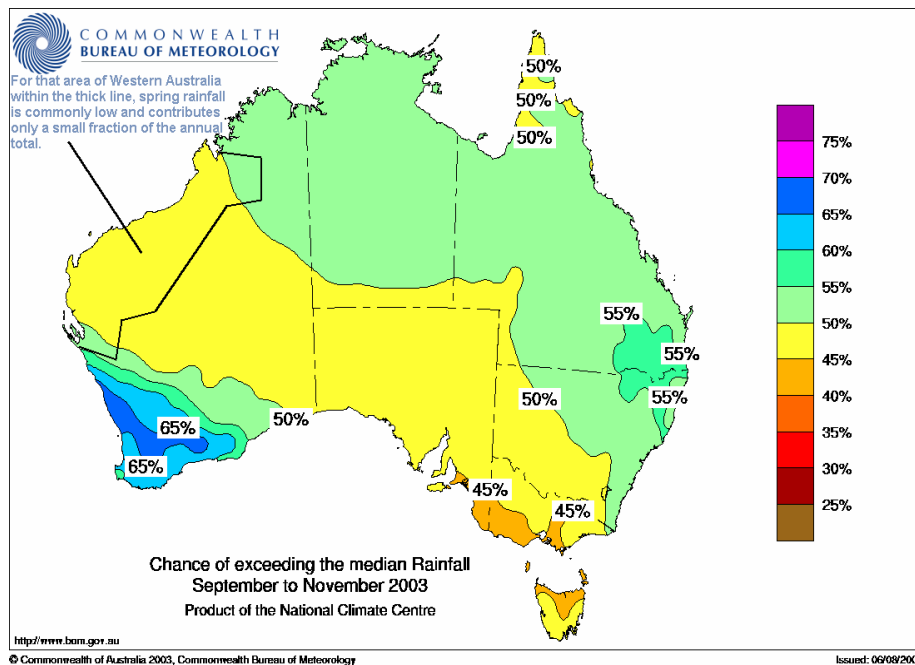 COMMONWEALTH
BUREAU OF METEOROLOGY
For that area of Western Australia
within the thick line, spring rainfall
is commonly low and contributes
only a small fraction of the annual
total.
50%
50%
50%
75%
70%
65%
60%
55%
50%
45%
40%
35%
30%
25%
55%
55%
55%
50%
50%
65%
65%
45%
45%
Chance of exceeding the median Rainfall
September to November 2003
Product of the National Climate Centre
http://www.bom.gov.au
© Commonwealth of Australia 2003, Commonwealth Bureau of Meteorology
Issued: 06/08/200